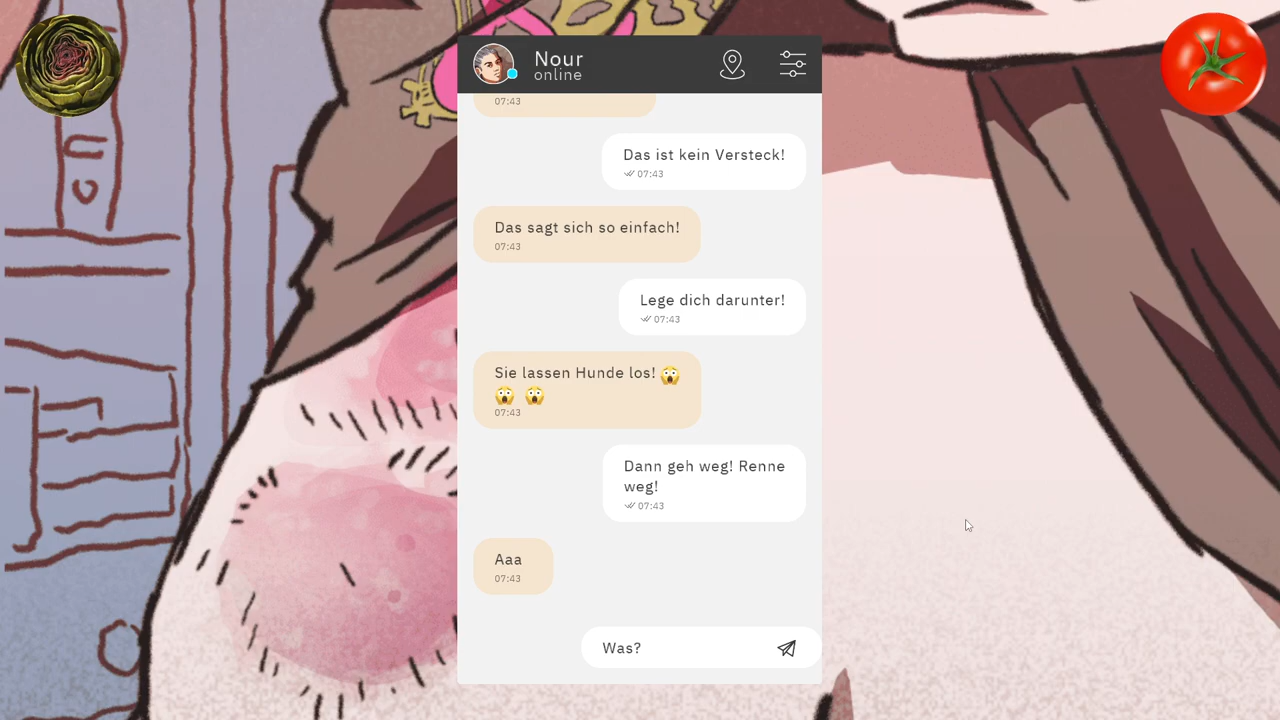 Nour
online
07:43
Das ist kein Versteck!
07:43
Das sagt sich so einfach!
07:43
Lege dich darunter!
07:43
Sie lassen Hunde los! 😱
😱 😱
07:43
Dann geh weg! Renne
weg!
07:43
Aaa
07:43
Was?